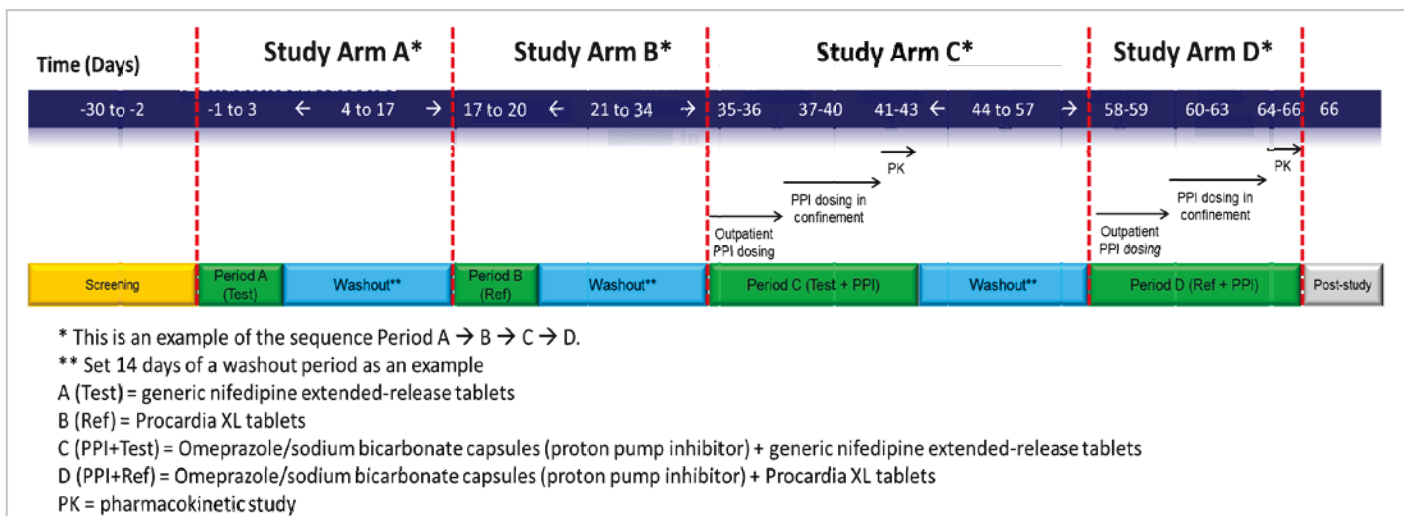 Study Arm A* Study Arm B* Study Arm C* Study Arm D*
Time (Days)
-30 to -2 -1 to 3 ← 4 to 17 → 17 to 20 ← 21 to 34 → 35-36 37-40 41-43 ← 44 to 57 → 58-59 60-63 64-66 66
PK PK
PPI dosing in confinement PPI dosing in confinement
Outpatient PPI dosing Outpatient PPI dosing
Screening Period A (Test) Washout** Period B (Ref) Washout** Period C (Test + PPI) Washout** Period D (Ref + PPI) Post-study
* This is an example of the sequence Period A → B → C → D.
** Set 14 days of a washout period as an example
A (Test) = generic nifedipine extended-release tablets
B (Ref) = Procardia XL tablets
C (PPI+Test) = Omeprazole/sodium bicarbonate capsules (proton pump inhibitor) + generic nifedipine extended-release tablets
D (PPI+Ref) = Omeprazole/sodium bicarbonate capsules (proton pump inhibitor) + Procardia XL tablets
PK = pharmacokinetic study